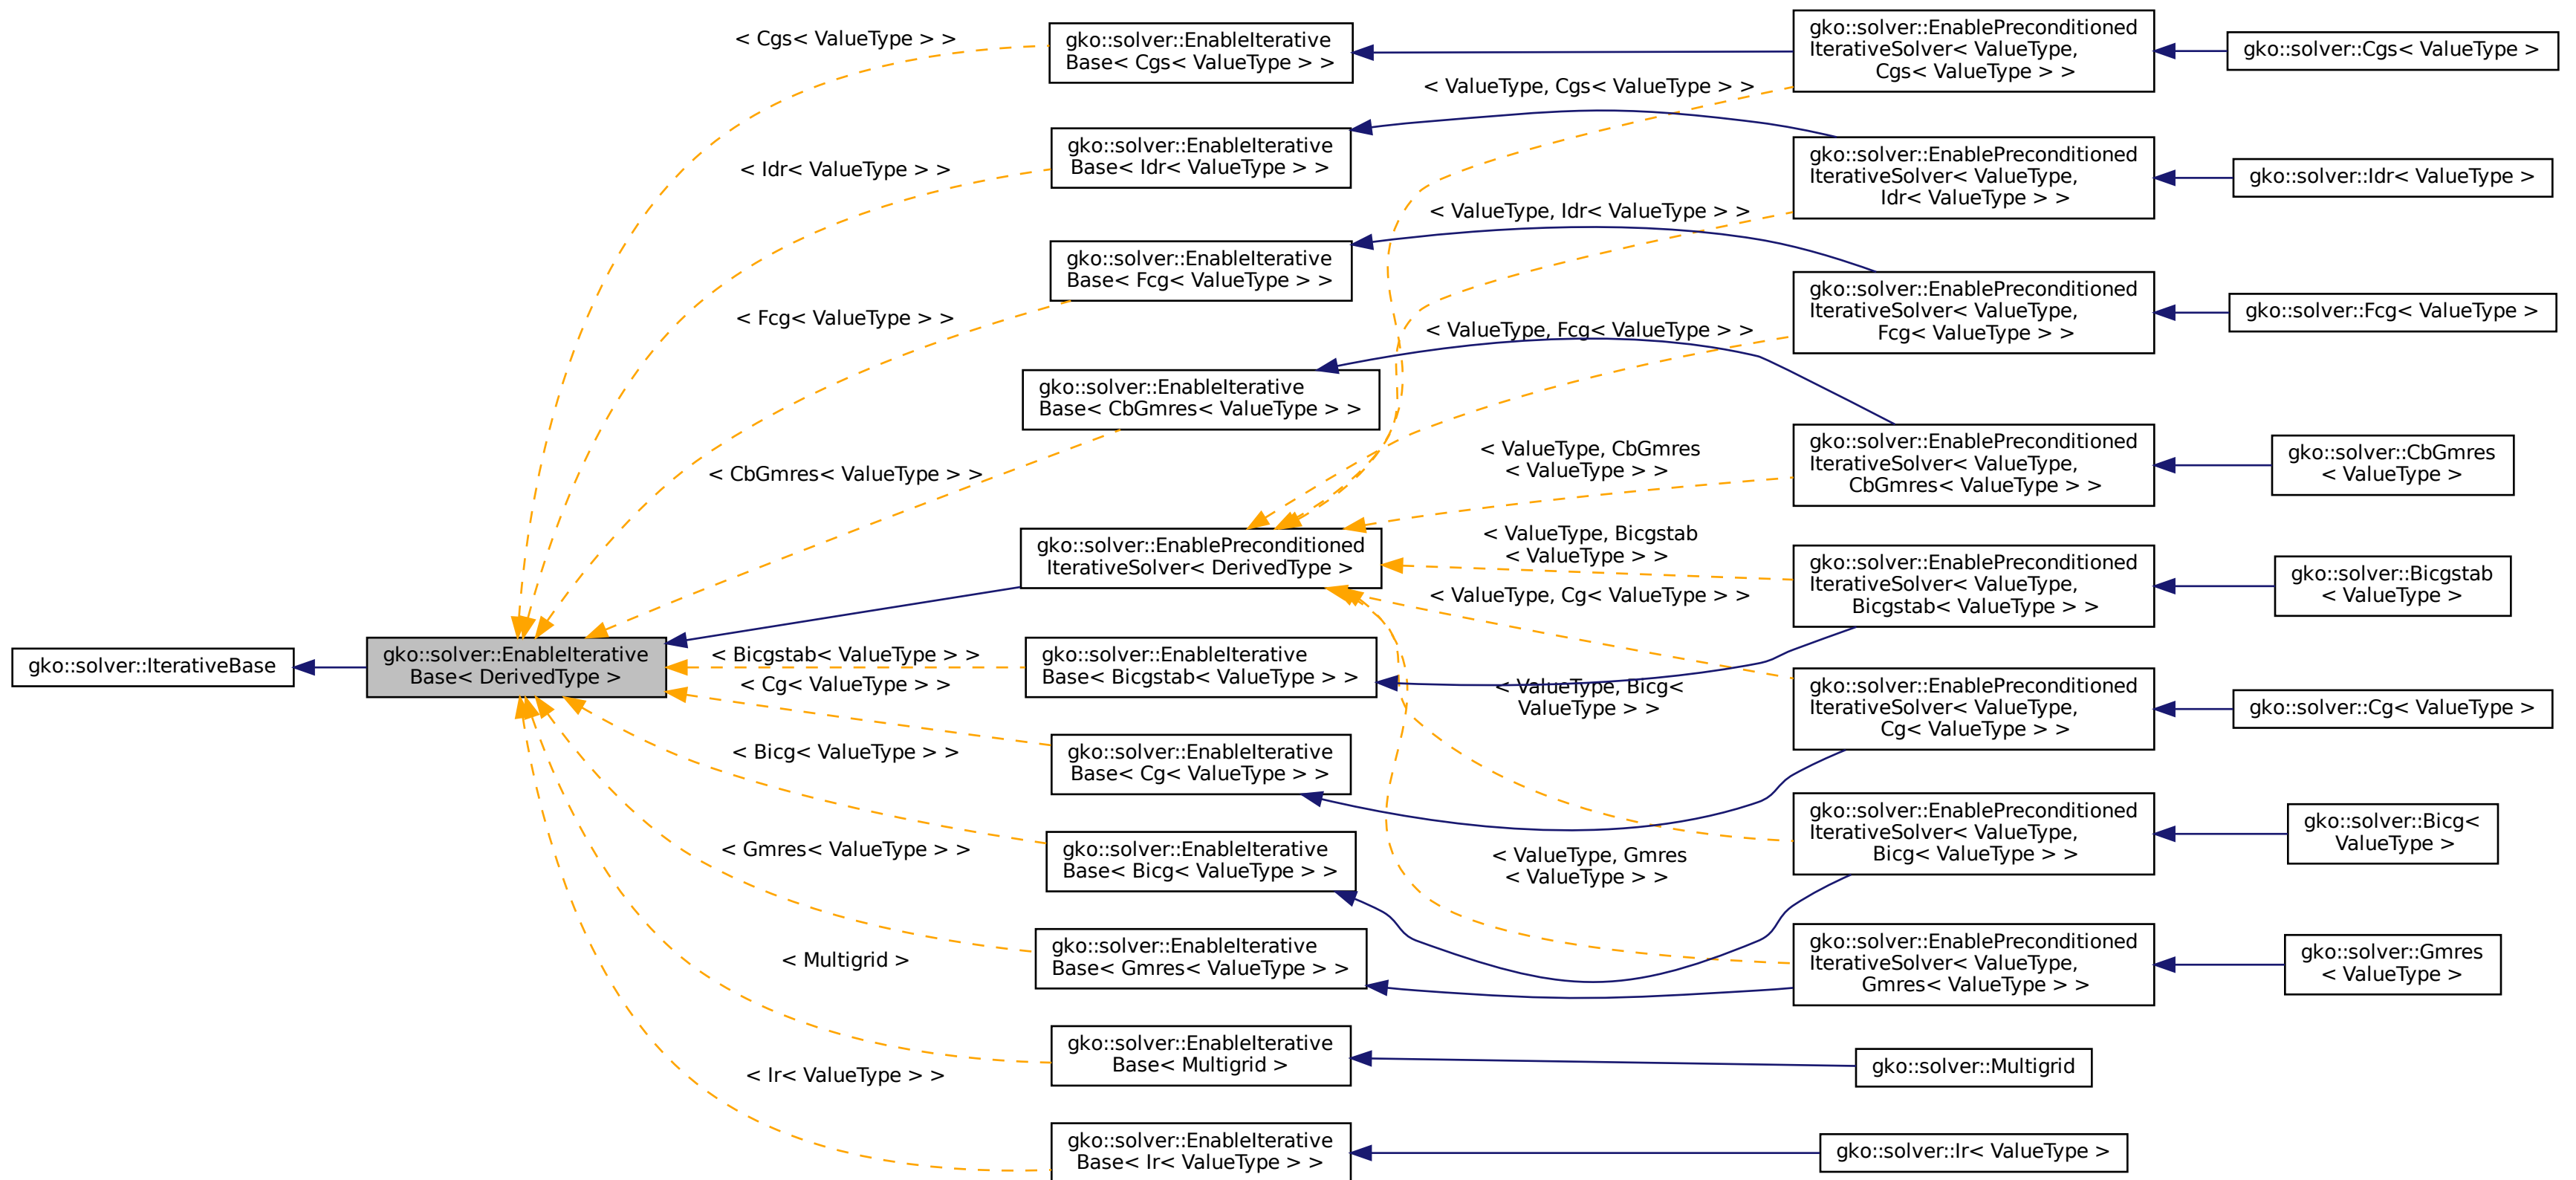 < Cgs< ValueType > >
gko::solver::EnableIterative
Base< Cgs< ValueType > >
gko::solver::EnablePreconditioned
IterativeSolver< ValueType,
Cgs< ValueType > >
gko::solver::Cgs< ValueType >
< ValueType, Cgs< ValueType > >
< Idr< ValueType > >
gko::solver::EnableIterative
Base< Idr< ValueType > >
gko::solver::EnablePreconditioned
IterativeSolver< ValueType,
Idr< ValueType > >
gko::solver::Idr< ValueType >
< ValueType, Idr< ValueType > >
< Fcg< ValueType > >
gko::solver::EnableIterative
Base< Fcg< ValueType > >
gko::solver::EnablePreconditioned
IterativeSolver< ValueType,
Fcg< ValueType > >
gko::solver::Fcg< ValueType >
< ValueType, Fcg< ValueType > >
< CbGmres< ValueType > >
gko::solver::EnableIterative
Base< CbGmres< ValueType > >
< ValueType, CbGmres
< ValueType > >
gko::solver::EnablePreconditioned
IterativeSolver< ValueType,
CbGmres< ValueType > >
gko::solver::CbGmres
< ValueType >
gko::solver::EnablePreconditioned
IterativeSolver< DerivedType >
< ValueType, Bicgstab
< ValueType > >
gko::solver::EnablePreconditioned
IterativeSolver< ValueType,
Bicgstab< ValueType > >
gko::solver::Bicgstab
< ValueType >
< ValueType, Cg< ValueType > >
gko::solver::IterativeBase
gko::solver::EnableIterative
Base< DerivedType >
< Bicgstab< ValueType > >
gko::solver::EnableIterative
Base< Bicgstab< ValueType > >
< Cg< ValueType > >
< ValueType, Bicg<
ValueType > >
gko::solver::EnablePreconditioned
IterativeSolver< ValueType,
Cg< ValueType > >
gko::solver::Cg< ValueType >
gko::solver::EnableIterative
Base< Cg< ValueType > >
< Bicg< ValueType > >
gko::solver::EnableIterative
Base< Bicg< ValueType > >
gko::solver::EnablePreconditioned
IterativeSolver< ValueType,
Bicg< ValueType > >
gko::solver::Bicg<
ValueType >
< Gmres< ValueType > >
< ValueType, Gmres
< ValueType > >
gko::solver::EnableIterative
Base< Gmres< ValueType > >
gko::solver::EnablePreconditioned
IterativeSolver< ValueType,
Gmres< ValueType > >
gko::solver::Gmres
< ValueType >
< Multigrid >
gko::solver::EnableIterative
Base< Multigrid >
gko::solver::Multigrid
< Ir< ValueType > >
gko::solver::EnableIterative
Base< Ir< ValueType > >
gko::solver::Ir< ValueType >